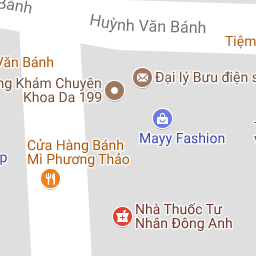 Bánh
Huỳnh Văn Bánh
Tiệm
Văn Bánh
ng Khám Chuyên
Khoa Da 199
Đại lý Bưu điện s
Mayy Fashion
Cửa Hàng Bánh
Mì Phương Thảo
p
Nhà Thuốc Tư
Nhân Đông Anh